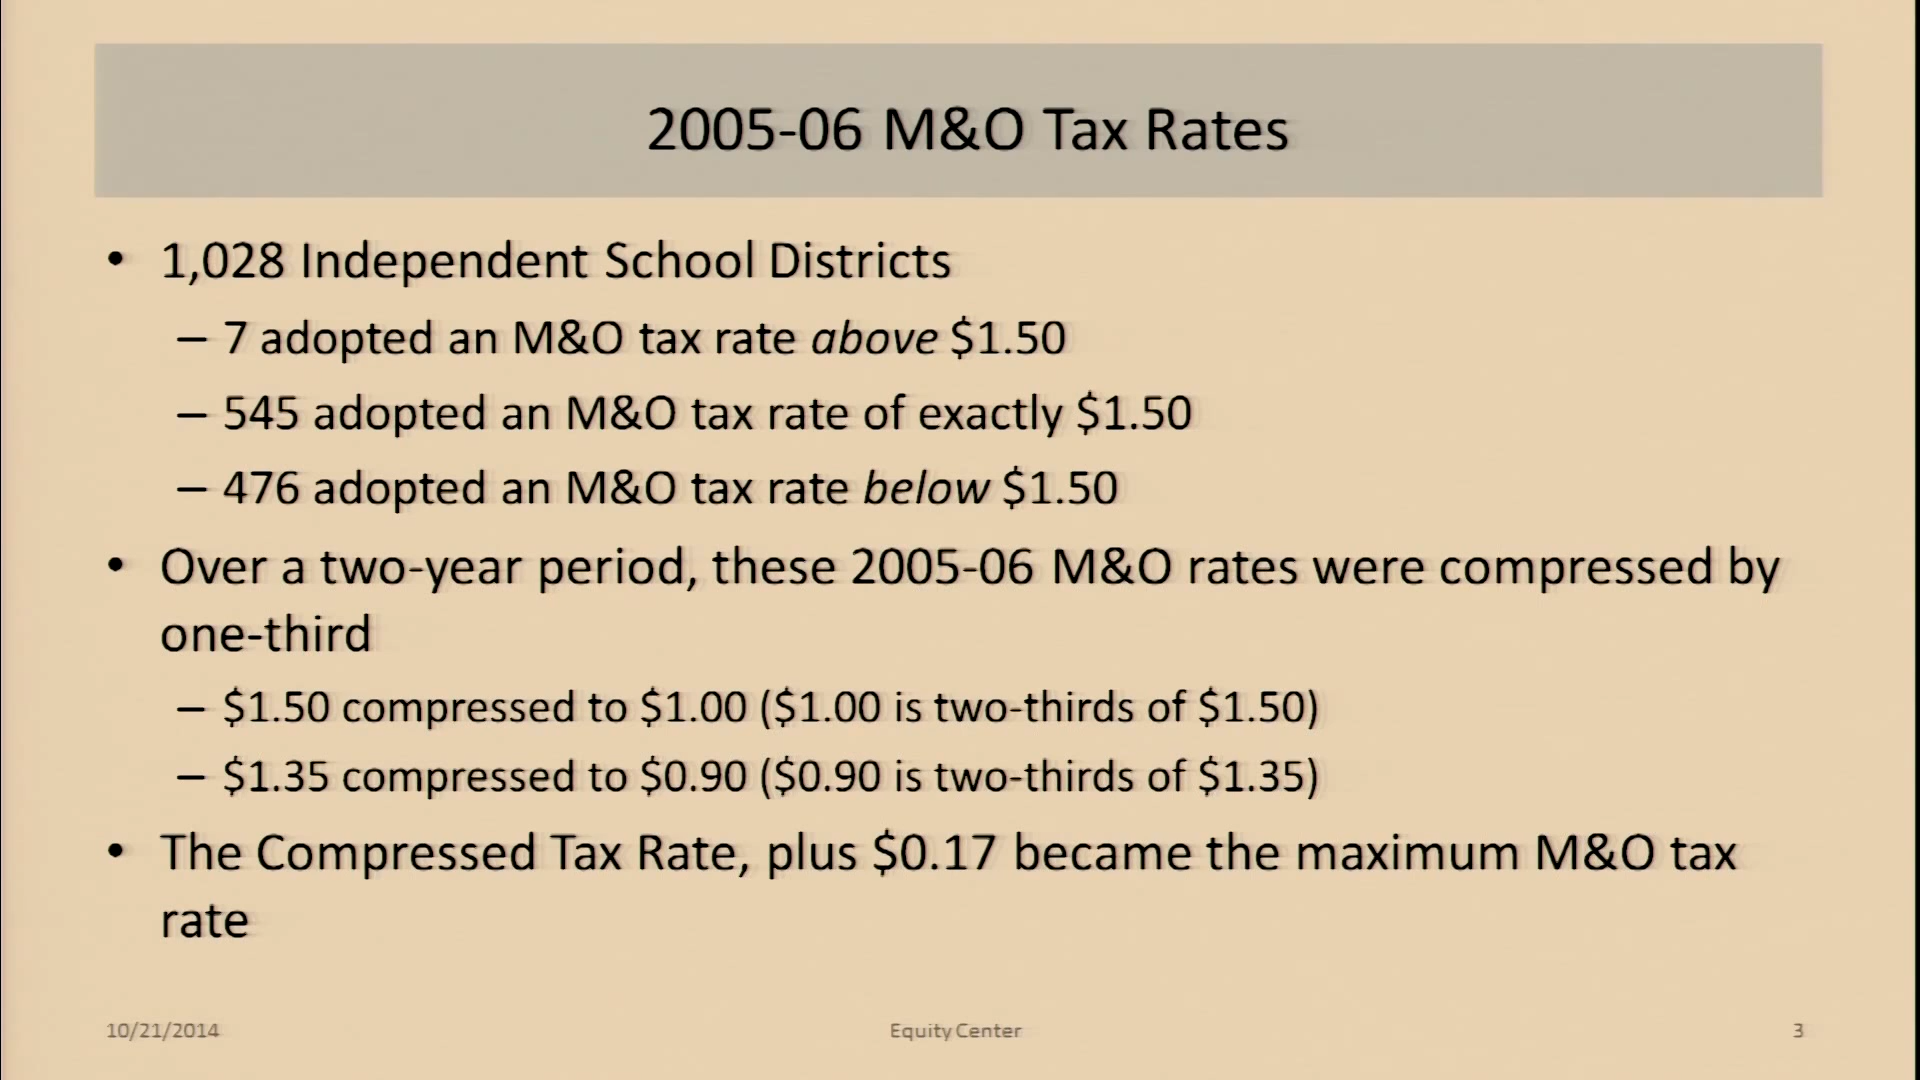 2005-06 M&O Tax Rates
• 1,028 Independent School Districts
– 7 adopted an M&O tax rate above $1.50
– 545 adopted an M&O tax rate of exactly $1.50
– 476 adopted an M&O tax rate below $1.50
• Over a two-year period, these 2005-06 M&O rates were compressed by
one-third
– $1.50 compressed to $1.00 ($1.00 is two-thirds of $1.50)
– $1.35 compressed to $0.90 ($0.90 is two-thirds of $1.35)
• The Compressed Tax Rate, plus $0.17 became the maximum M&O tax
rate
10/21/2014 Equity Center 3